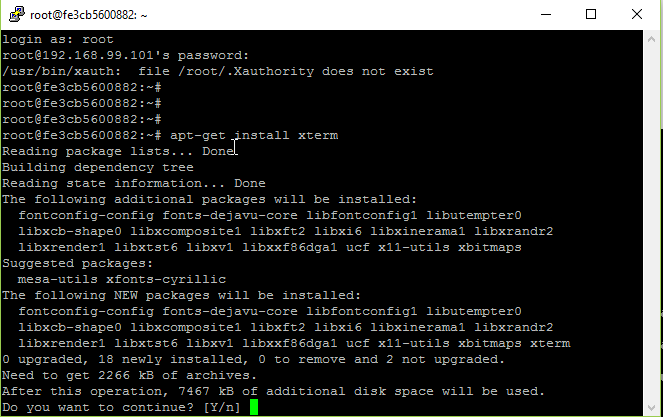 root@fe3cb5600882: ~
login as: root
root@192.168.99.101's password:
/usr/bin/xauth:  file /root/.Xauthority does not exist
root@fe3cb5600882:~#
root@fe3cb5600882:~#
root@fe3cb5600882:~# apt-get install xterm
Reading package lists... Done
Building dependency tree
Reading state information... Done
The following additional packages will be installed:
  fontconfig-config fonts-dejavu-core libfontconfig1 libutempter0
  libxcb-shape0 libxcomposite1 libxft2 libxi6 libxinerama1 libxrandr2
  libxrender1 libxtst6 libxv1 libxxf86dga1 ucf x11-utils xbitmaps
Suggested packages:
  mesa-utils xfonts-cyrillic
The following NEW packages will be installed:
  fontconfig-config fonts-dejavu-core libfontconfig1 libutempter0
  libxcb-shape0 libxcomposite1 libxft2 libxi6 libxinerama1 libxrandr2
  libxrender1 libxtst6 libxv1 libxxf86dga1 ucf x11-utils xbitmaps xterm
0 upgraded, 18 newly installed, 0 to remove and 2 not upgraded.
Need to get 2266 kB of archives.
After this operation, 7467 kB of additional disk space will be used.
Do you want to continue? [Y/n]